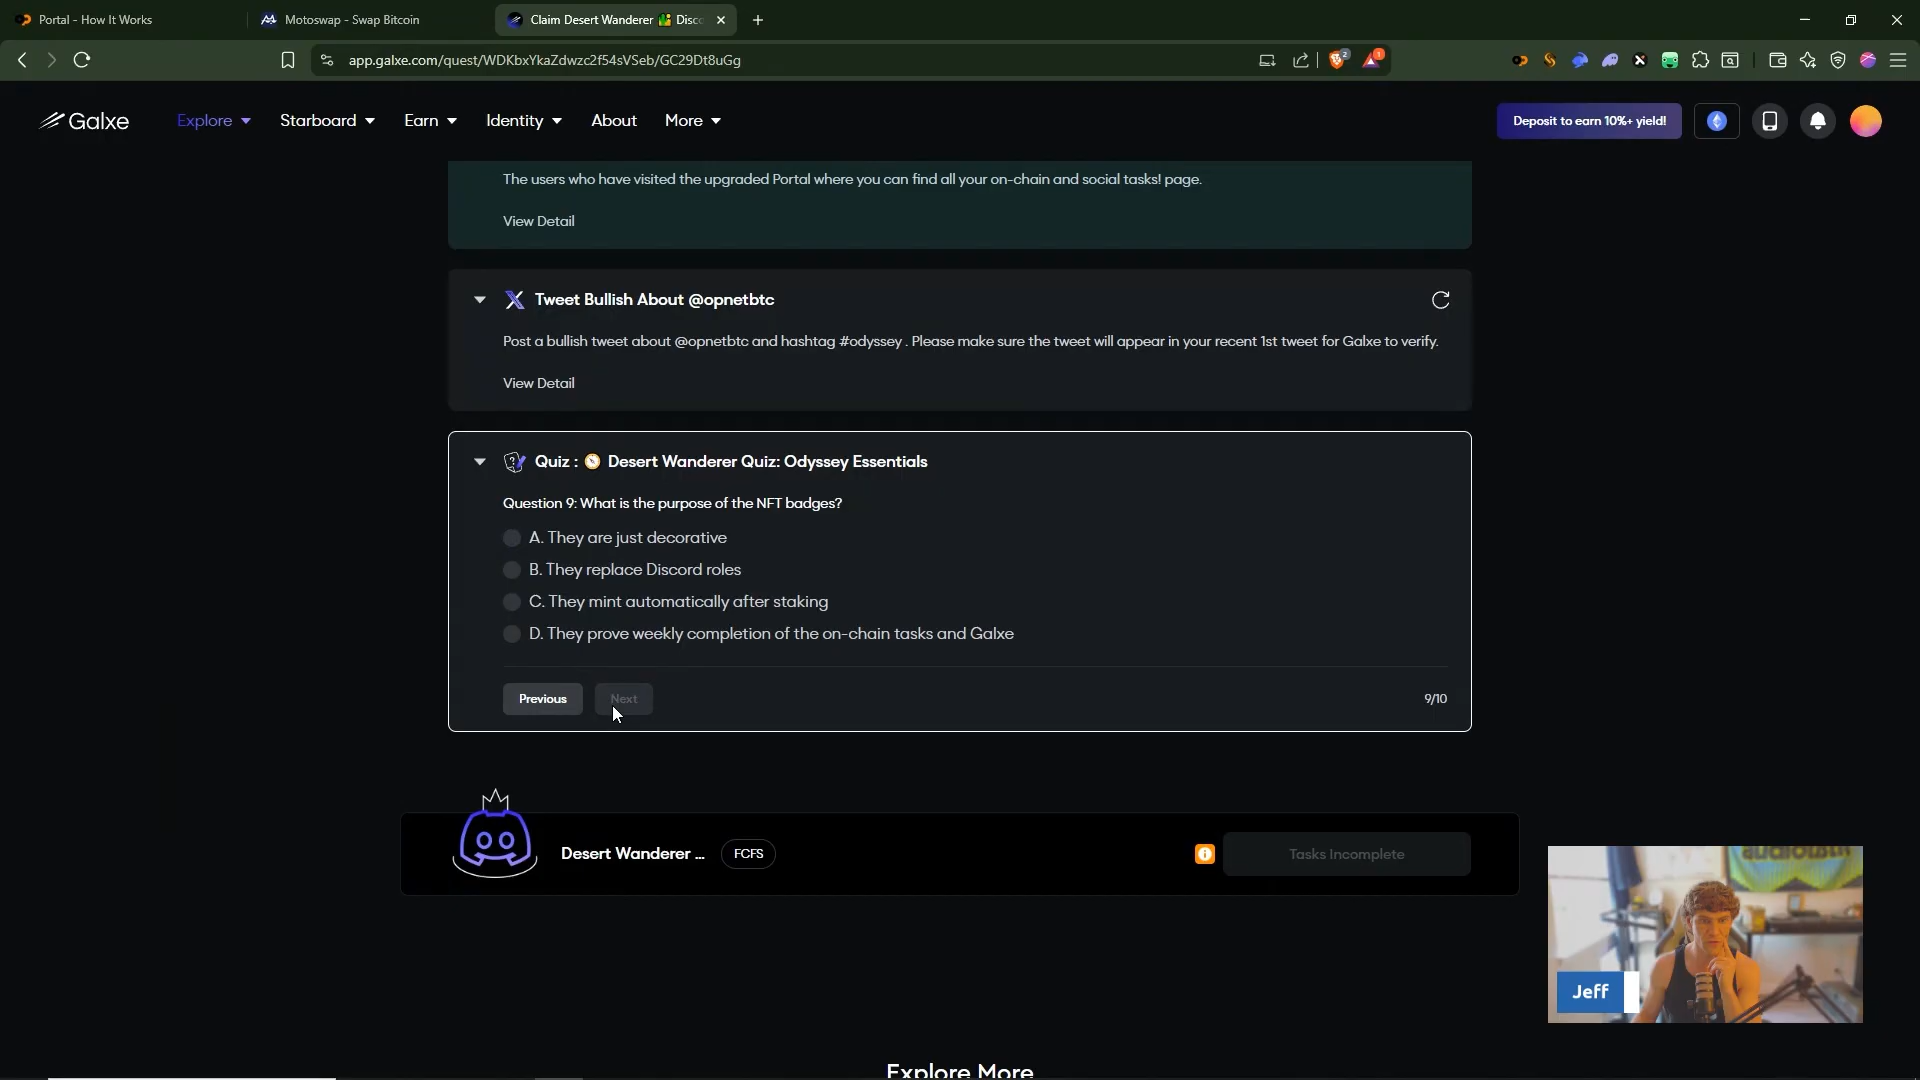 Portal - How It Works
Motoswap - Swap Bitcoin
Claim Desert Wanderer
app.galxe.com/quest/WDKbxYkaZdwzc2f54sVSeb/GC29Dt8uGg
2
1
Galxe
Explore
Starboard
Earn
Identity
About
More
Deposit to earn 10%+ yield!
The users who have visited the upgraded Portal where you can find all your on-chain and social tasks! page.
View Detail
Tweet Bullish About @opnetbtc
Post a bullish tweet about @opnetbtc and hashtag #odyssey . Please make sure the tweet will appear in your recent 1st tweet for Galxe to verify.
View Detail
Quiz : 🧭 Desert Wanderer Quiz: Odyssey Essentials
Question 9: What is the purpose of the NFT badges?
A. They are just decorative
B. They replace Discord roles
C. They mint automatically after staking
D. They prove weekly completion of the on-chain tasks and Galxe
Previous
Next
9/10
Desert Wanderer ...
FCFS
Tasks Incomplete
Jeff
Explore More